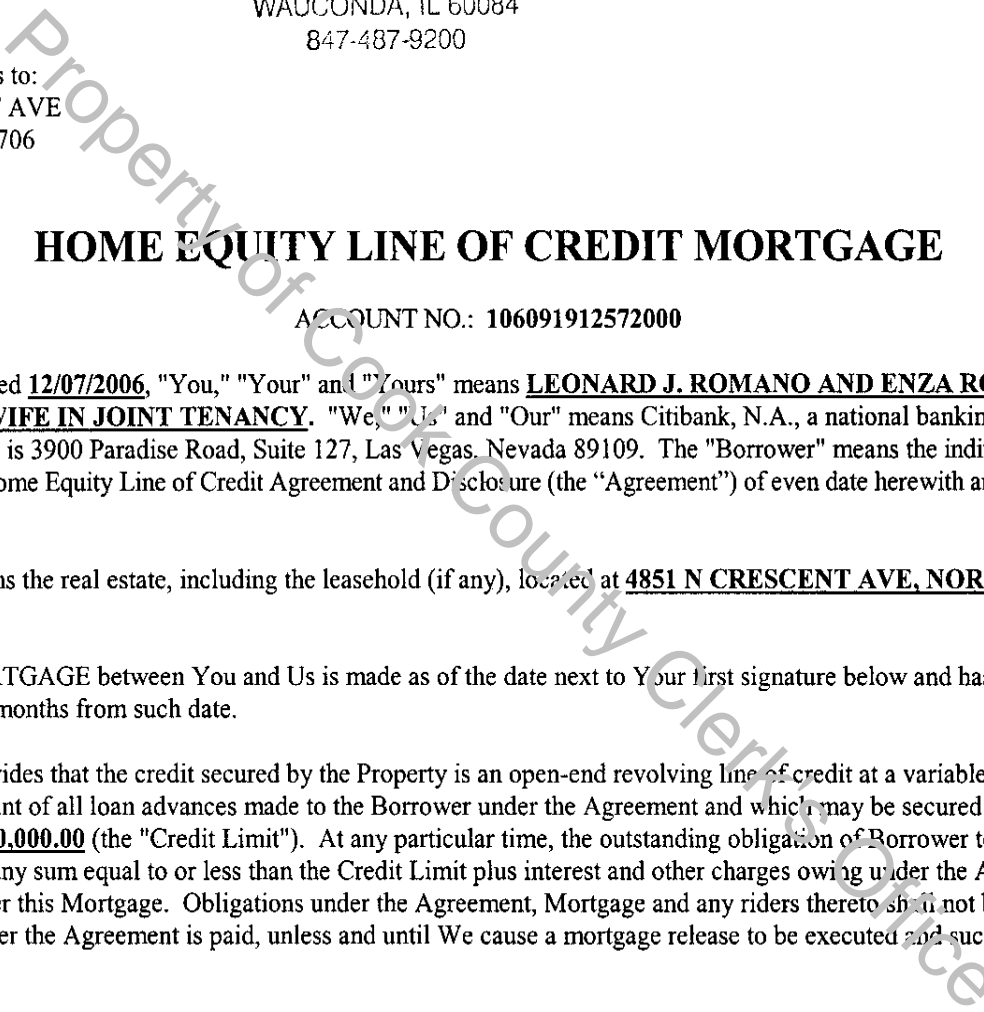 WAUCONDA, IL 60084
847-487-9200
s to:
AVE
706
HOME EQUITY LINE OF CREDIT MORTGAGE
ACCOUNT NO.: 106091912572000
ed 12/07/2006, "You," "Your" and "Yours" means LEONARD J. ROMANO AND ENZA RO
WIFE IN JOINT TENANCY. "We," "Us" and "Our" means Citibank, N.A., a national bankin
is 3900 Paradise Road, Suite 127, Las Vegas, Nevada 89109. The "Borrower" means the indi
ome Equity Line of Credit Agreement and Disclosure (the “Agreement”) of even date herewith a
ns the real estate, including the leasehold (if any), located at 4851 N CRESCENT AVE, NOR
TGAGE between You and Us is made as of the date next to Your first signature below and ha
months from such date.
ides that the credit secured by the Property is an open-end revolving line of credit at a variable
nt of all loan advances made to the Borrower under the Agreement and which may be secured
0,000.00 (the "Credit Limit"). At any particular time, the outstanding obligation of Borrower t
ny sum equal to or less than the Credit Limit plus interest and other charges owing under the A
r this Mortgage. Obligations under the Agreement, Mortgage and any riders thereto shall not
er the Agreement is paid, unless and until We cause a mortgage release to be executed and suc
Property of Cook County Clerk's Office